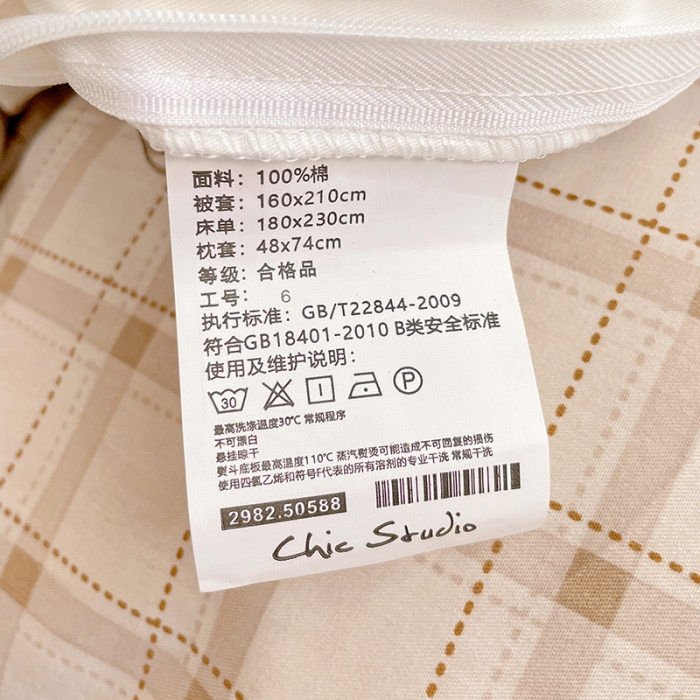 面料：100%棉
被套：160x210cm
床单：180x230cm
枕套：48x74cm
等级：合格品
工号： 6
执行标准：GB/T22844-2009
符合GB18401-2010 B类安全标准
使用及维护说明：
30 P
最高洗涤温度30℃ 常规程序
不可漂白
悬挂晾干
熨斗底板最高温度110℃ 蒸汽熨烫可能造成不可回复的损伤
使用四氯乙烯和符号F代表的所有溶剂的专业干洗 常规干洗
2982.50588
Chic Studio